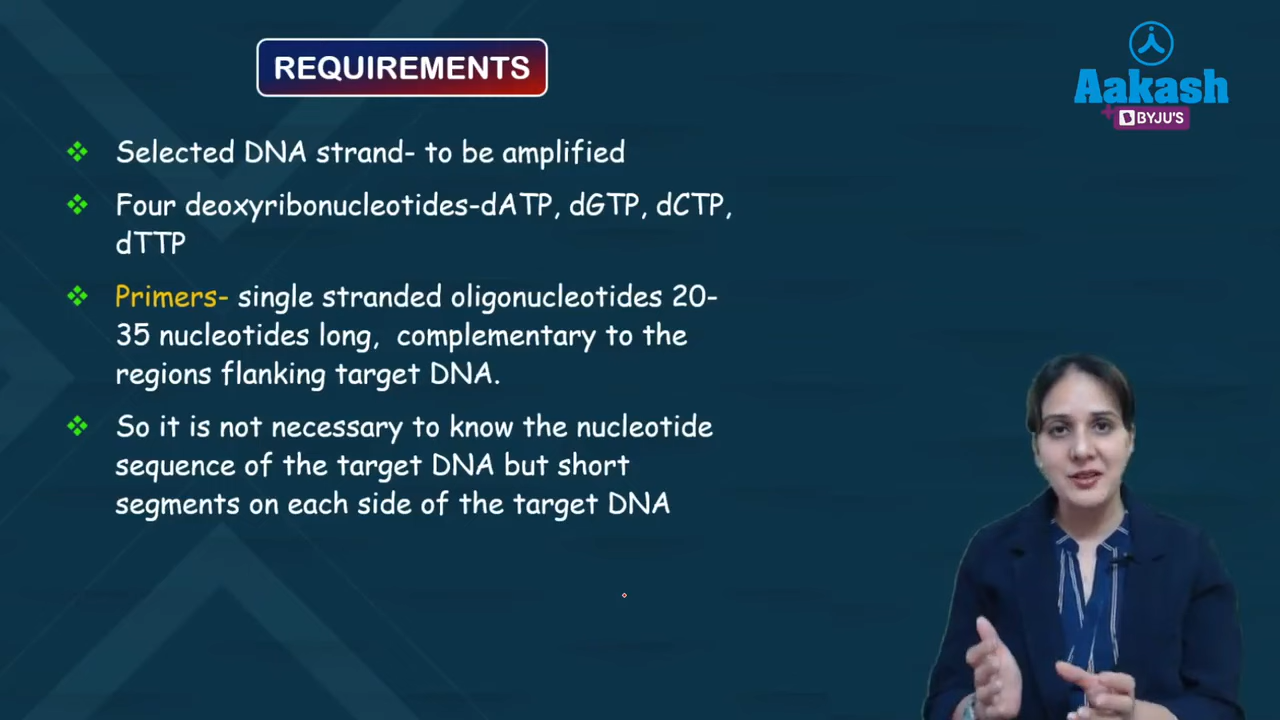 REQUIREMENTS
Aakash
+ BYJU'S
Selected DNA strand- to be amplified
Four deoxyribonucleotides-dATP, dGTP, dCTP,
dTTP
Primers- single stranded oligonucleotides 20-
35 nucleotides long, complementary to the
regions flanking target DNA.
So it is not necessary to know the nucleotide
sequence of the target DNA but short
segments on each side of the target DNA